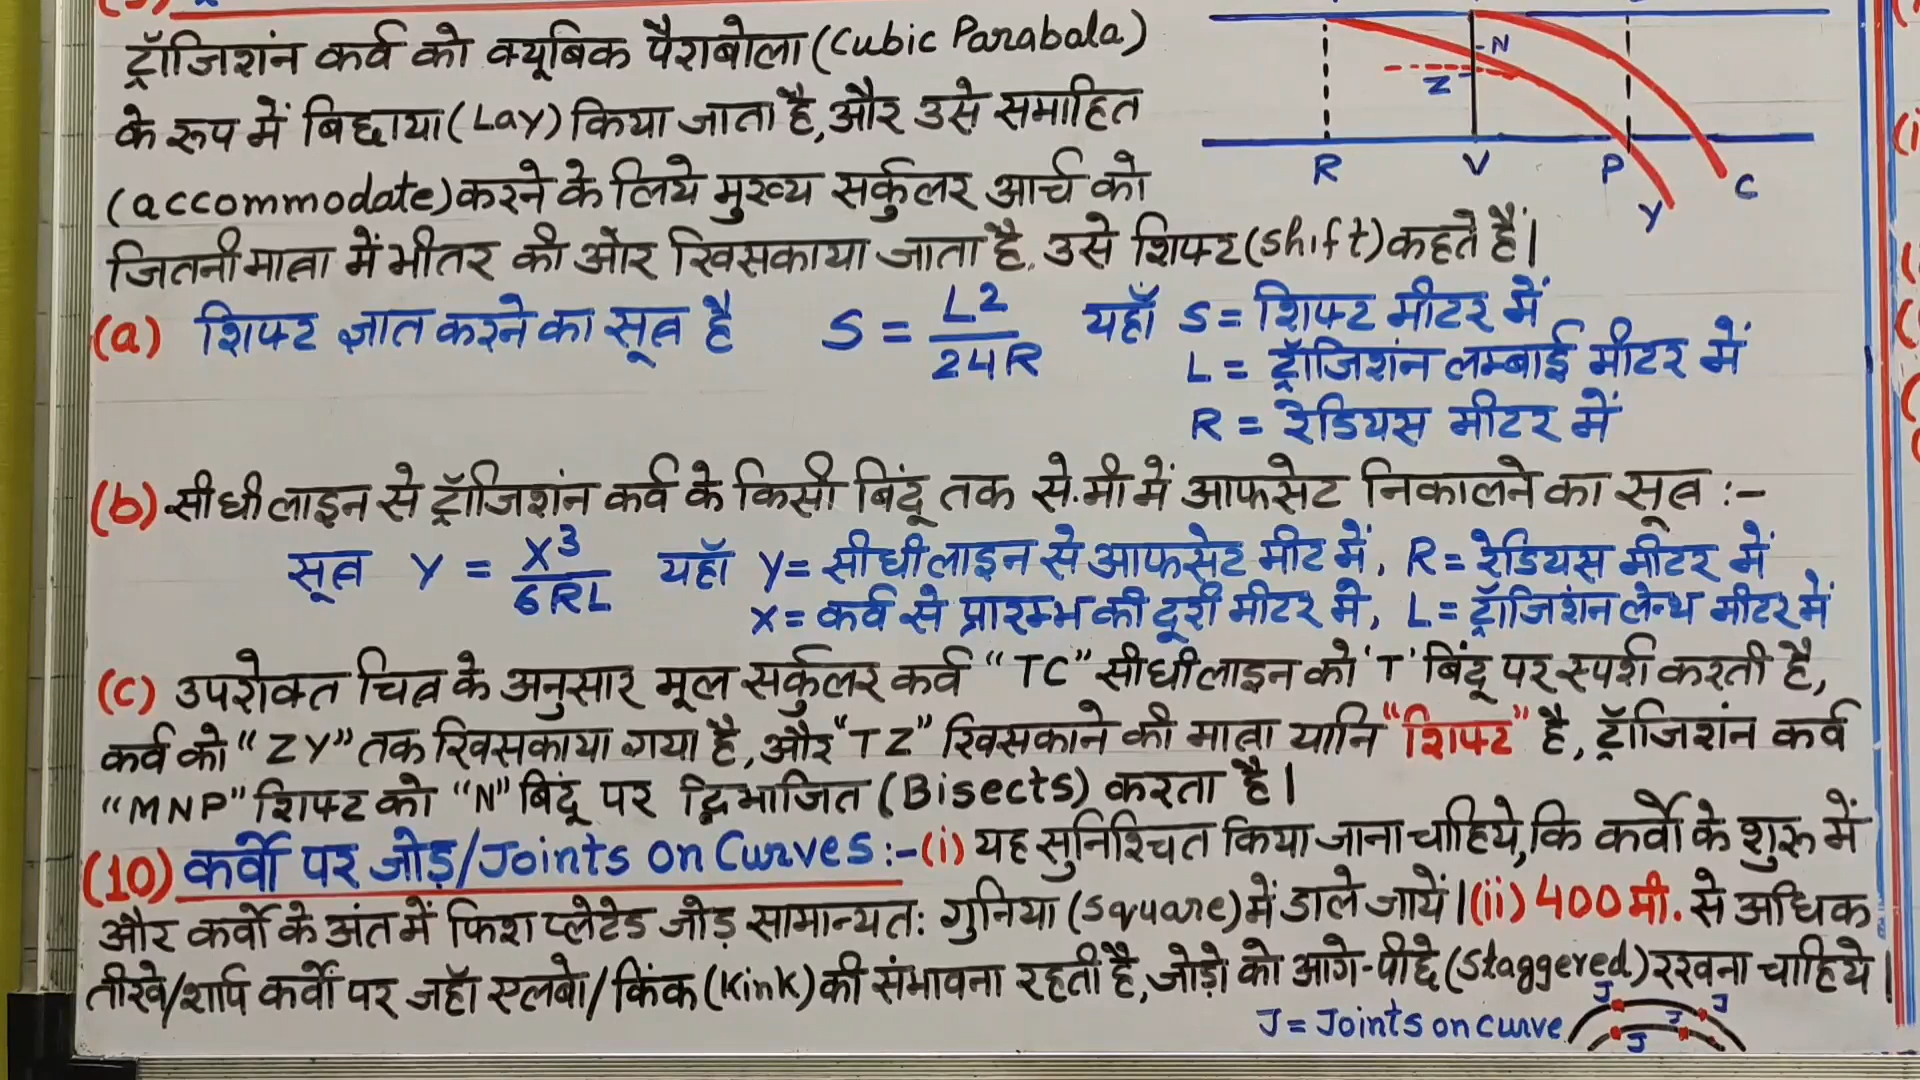 ट्रॉजिशंन कर्व को क्यूबिक पैराबोला (Cubic Parabala)
के रूप में बिछाया (Lay) किया जाता है, और उसे समाहित
(accommodate) करने के लिये मुख्य सर्कुलर आर्च को
जितनी मात्रा में भीतर की ओर खिसकाया जाता है, उसे शिफ्ट (shift) कहते हैं।
N
Z
R V P
Y C
(a) शिफ्ट ज्ञात करने का सूत्र है S = L2/24R यहाँ S = शिफ्ट मीटर में
L = ट्रॉजिशंन लम्बाई मीटर में
R = रेडियस मीटर में
(b) सीधी लाइन से ट्रॉजिशंन कर्व के किसी बिंदू तक से.मी में आफसेट निकालने का सूत्र :-
सूत्र Y = X3/6RL यहाँ Y = सीधी लाइन से आफसेट मीट में, R = रेडियस मीटर में
X = कर्व से प्रारम्भ की दूरी मीटर मे, L = ट्रॉजिशंन लेन्थ मीटर में
(C) उपरोक्त चित्र के अनुसार मूल सर्कुलर कर्व "TC" सीधी लाइन को 'T' बिंदू पर स्पर्श करती है,
कर्व को "ZY" तक खिसकाया गया है, और "TZ" खिसकाने की मात्रा यानि "शिफ्ट" है, ट्रॉजिशंन कर्व
"MNP" शिफ्ट को "N" बिंदू पर द्विभाजित (Bisects) करता है।
(10) कर्वो पर जोड़/Joints on Curves :- (i) यह सुनिश्चित किया जाना चाहिये, कि कर्वो के शुरू में
और कर्वो के अंत में फिश प्लेटेड जोड़ सामान्यत: गुनिया (square) में डाले जायें। (ii) 400 मी. से अधिक
तीखे/शार्प कर्वों पर जहाँ एलबो/किंक (Kink) की संभावना रहती है, जोड़ो को आगे-पीछे (staggered) रखना चाहिये।
J = Joints on curve J J J J